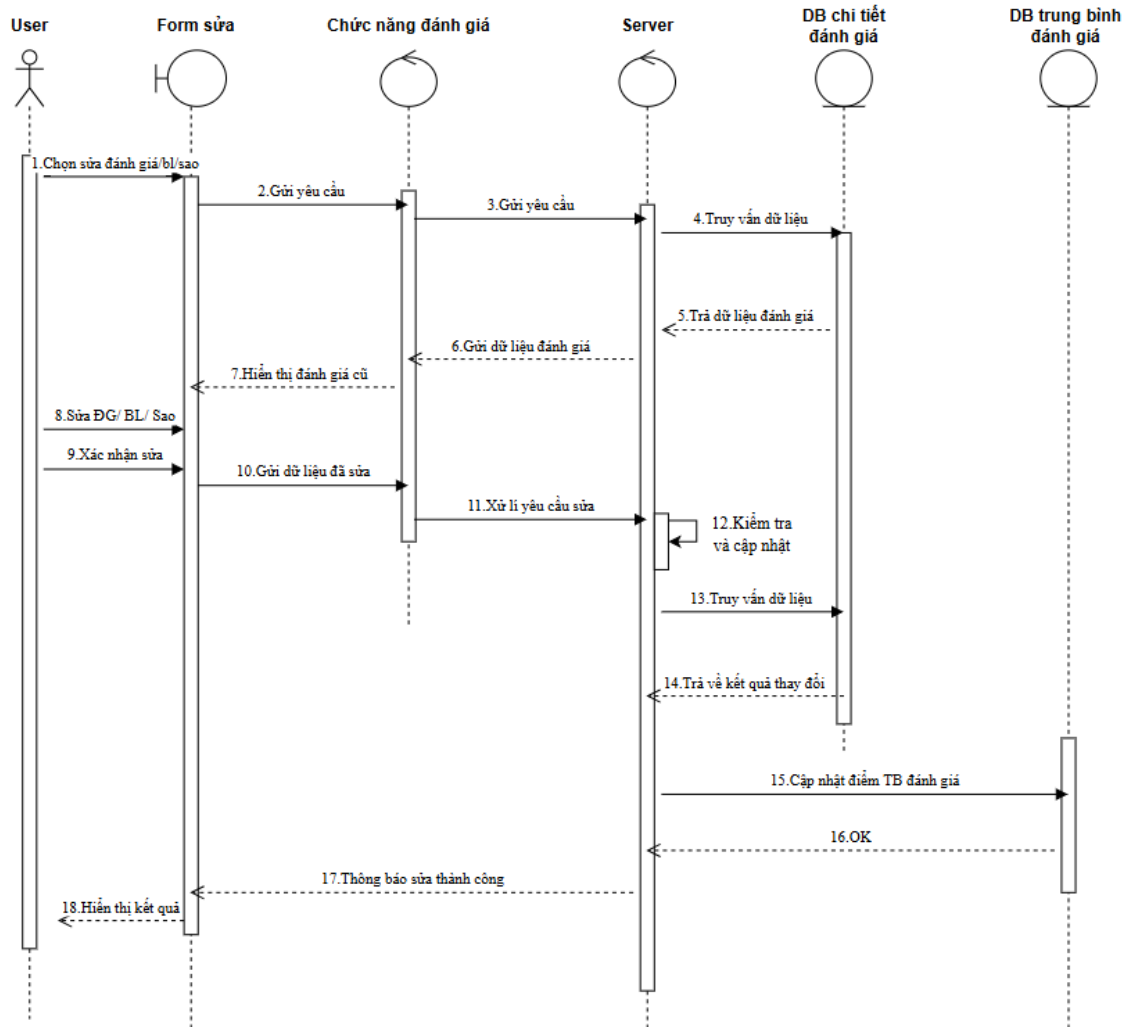 User
Form sửa
Chức năng đánh giá
Server
DB chi tiết
đánh giá
DB trung bình
đánh giá
1.Chọn sửa đánh giá/bl/sao
2.Gửi yêu cầu
3.Gửi yêu cầu
4.Truy vấn dữ liệu
5.Trả dữ liệu đánh giá
6.Gửi dữ liệu đánh giá
7.Hiển thị đánh giá cũ
8.Sửa ĐG/ BL/ Sao
9.Xác nhận sửa
10.Gửi dữ liệu đã sửa
11.Xử lí yêu cầu sửa
12.Kiểm tra
và cập nhật
13.Truy vấn dữ liệu
14.Trả về kết quả thay đổi
15.Cập nhật điểm TB đánh giá
16.OK
17.Thông báo sửa thành công
18.Hiển thị kết quả